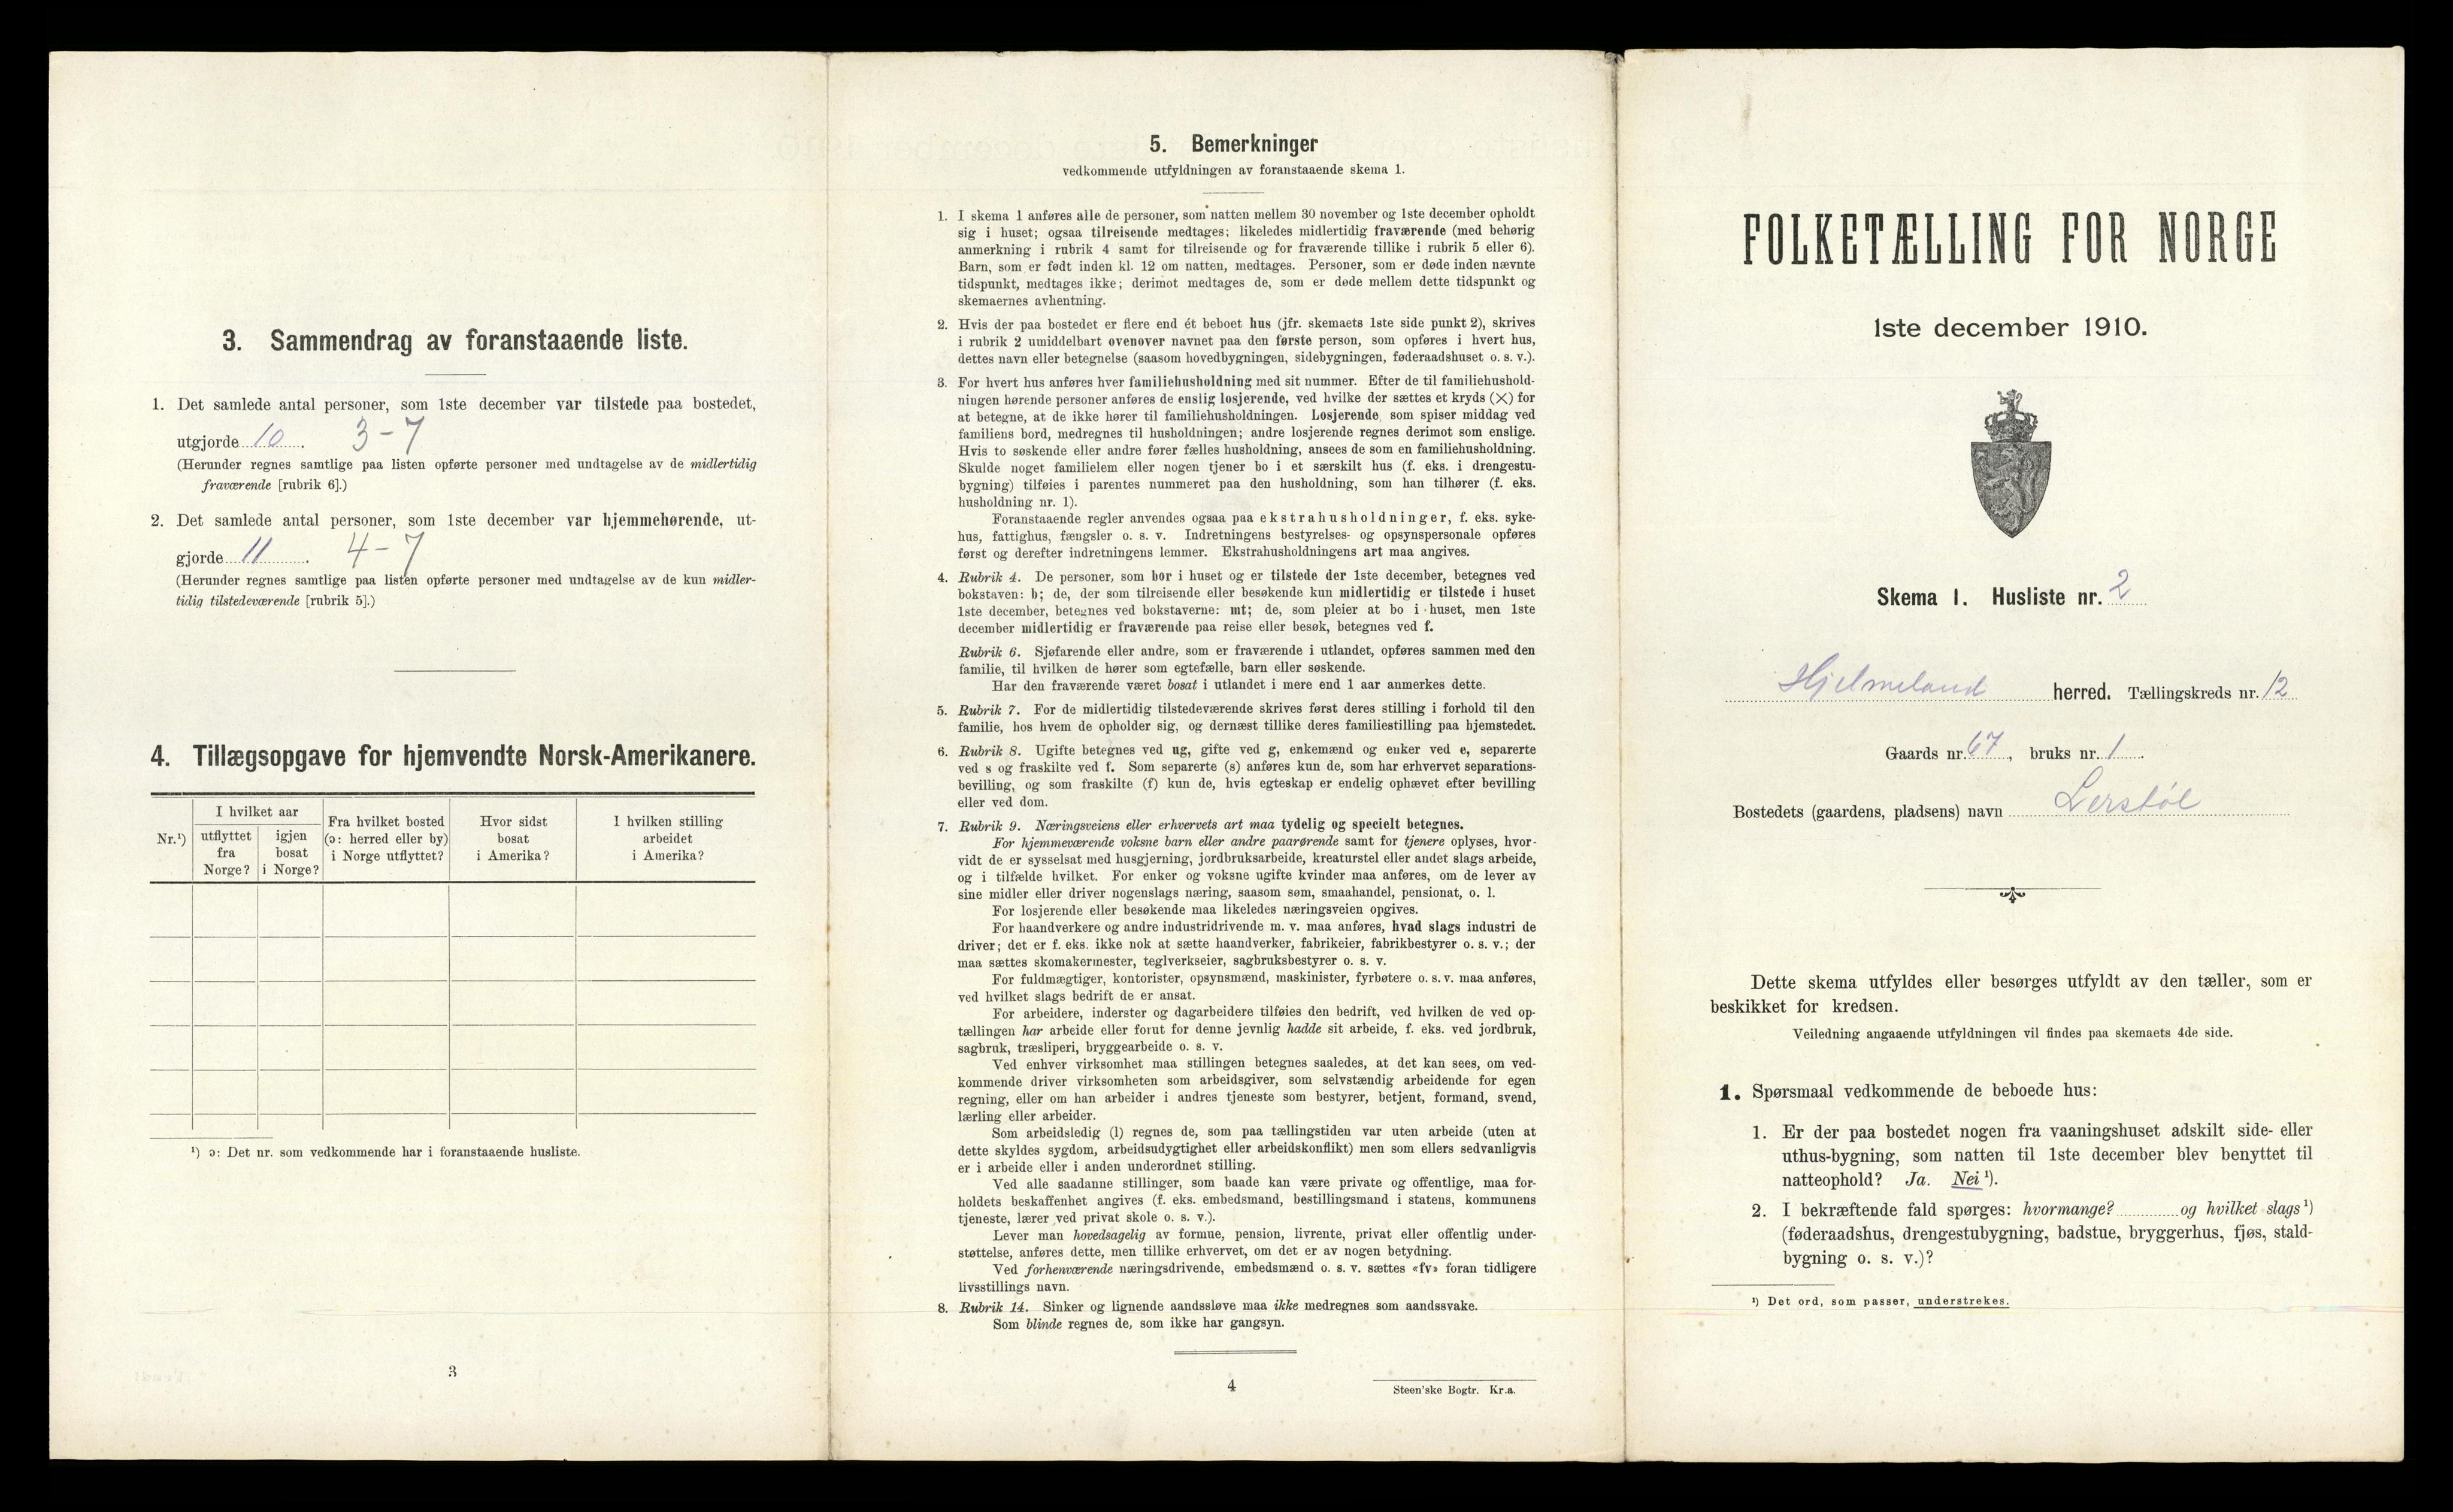 3. Sammendrag av foranstaaende liste.
1. Det samlede antal personer, som 1ste december var tilstede paa bostedet,
utgjorde 10. 3-7
(Herunder regnes samtlige paa listen opførte personer med undtagelse av de midlertidig
fraværende [rubrik 6].)
2. Det samlede antal personer, som 1ste december var hjemmehørende, ut-
gjorde 11. 4-7
(Herunder regnes samtlige paa listen opførte personer med undtagelse av de kun midler-
tidig tilstedeværende [rubrik 5].)
4. Tillægsopgave for hjemvendte Norsk-Amerikanere.
Nr.¹)
I hvilket aar
utflyttet
fra
Norge?
igjen
bosat
i Norge?
Fra hvilket bosted
(ɔ: herred eller by)
i Norge utflyttet?
Hvor sidst
bosat
i Amerika?
I hvilken stilling
arbeidet
i Amerika?
¹) ɔ: Det nr. som vedkommende har i foranstaaende husliste.
3
5. Bemerkninger
vedkommende utfyldningen av foranstaaende skema 1.
1. I skema 1 anføres alle de personer, som natten mellem 30 november og 1ste december opholdt
sig i huset; ogsaa tilreisende medtages; likeledes midlertidig fraværende (med behørig
anmerkning i rubrik 4 samt for tilreisende og for fraværende tillike i rubrik 5 eller 6).
Barn, som er født inden kl. 12 om natten, medtages. Personer, som er døde inden nævnte
tidspunkt, medtages ikke; derimot medtages de, som er døde mellem dette tidspunkt og
skemaernes avhentning.
2. Hvis der paa bostedet er flere end ét beboet hus (jfr. skemaets 1ste side punkt 2), skrives
i rubrik 2 umiddelbart ovenover navnet paa den første person, som opføres i hvert hus,
dettes navn eller betegnelse (saasom hovedbygningen, sidebygningen, føderaadshuset o. s. v.).
3. For hvert hus anføres hver familiehusholdning med sit nummer. Efter de til familiehushold-
ningen hørende personer anføres de enslig losjerende, ved hvilke der sættes et kryds (×) for
at betegne, at de ikke hører til familiehusholdningen. Losjerende som spiser middag ved
familiens bord, medregnes til husholdningen; andre losjerende regnes derimot som enslige.
Hvis to søskende eller andre fører fælles husholdning, ansees de som en familiehusholdning.
Skulde noget familielem eller nogen tjener bo i et særskilt hus (f. eks. i drengestu-
bygning) tilføies i parentes nummeret paa den husholdning, som han tilhører (f. eks.
husholdning nr. 1).
Foranstaaende regler anvendes ogsaa paa ekstrahusholdninger, f. eks. syke-
hus, fattighus, fængsler o. s. v. Indretningens bestyrelses- og opsynspersonale opføres
først og derefter indretningens lemmer. Ekstrahusholdningens art maa angives.
4. Rubrik 4. De personer, som bor i huset og er tilstede der 1ste december, betegnes ved
bokstaven: b; de, der som tilreisende eller besøkende kun midlertidig er tilstede i huset
1ste december, betegnes ved bokstaverne: mt; de, som pleier at bo i huset, men 1ste
december midlertidig er fraværende paa reise eller besøk, betegnes ved f.
Rubrik 6. Sjøfarende eller andre, som er fraværende i utlandet, opføres sammen med den
familie, til hvilken de hører som egtefælle, barn eller søskende.
Har den fraværende været bosat i utlandet i mere end 1 aar anmerkes dette.
5. Rubrik 7. For de midlertidig tilstedeværende skrives først deres stilling i forhold til den
familie, hos hvem de opholder sig, og dernæst tillike deres familiestilling paa hjemstedet.
6. Rubrik 8. Ugifte betegnes ved ug, gifte ved g, enkemænd og enker ved e, separerte
ved s og fraskilte ved f. Som separerte (s) anføres kun de, som har erhvervet separations-
bevilling, og som fraskilte (f) kun de, hvis egteskap er endelig ophævet efter bevilling
eller ved dom.
7. Rubrik 9. Næringsveiens eller erhvervets art maa tydelig og specielt betegnes.
For hjemmeværende voksne barn eller andre paarørende samt for tjenere oplyses, hvor-
vidt de er sysselsat med husgjerning, jordbruksarbeide, kreaturstel eller andet slags arbeide,
og i tilfælde hvilket. For enker og voksne ugifte kvinder maa anføres, om de lever av
sine midler eller driver nogenslags næring, saasom søm, smaahandel, pensionat, o. l.
For losjerende eller besøkende maa likeledes næringsveien opgives.
For haandverkere og andre industridrivende m. v. maa anføres, hvad slags industri de
driver; det er f. eks. ikke nok at sætte haandverker, fabrikeier, fabrikbestyrer o. s. v.; der
maa sættes skomakermester, teglverkseier, sagbruksbestyrer o. s. v.
For fuldmægtiger, kontorister, opsynsmænd, maskinister, fyrbøtere o. s. v. maa anføres,
ved hvilket slags bedrift de er ansat.
For arbeidere, inderster og dagarbeidere tilføies den bedrift, ved hvilken de ved op-
tællingen har arbeide eller forut for denne jevnlig hadde sit arbeide, f. eks. ved jordbruk,
sagbruk, træsliperi, bryggearbeide o. s. v.
Ved enhver virksomhet maa stillingen betegnes saaledes, at det kan sees, om ved-
kommende driver virksomheten som arbeidsgiver, som selvstændig arbeidende for egen
regning, eller om han arbeider i andres tjeneste som bestyrer, betjent, formand, svend,
lærling eller arbeider.
Som arbeidsledig (l) regnes de, som paa tællingstiden var uten arbeide (uten at
dette skyldes sygdom, arbeidsudygtighet eller arbeidskonflikt) men som ellers sedvanligvis
er i arbeide eller i anden underordnet stilling.
Ved alle saadanne stillinger, som baade kan være private og offentlige, maa for-
holdets beskaffenhet angives (f. eks. embedsmand, bestillingsmand i statens, kommunens
tjeneste, lærer ved privat skole o. s. v.).
Lever man hovedsagelig av formue, pension, livrente, privat eller offentlig under-
støttelse, anføres dette, men tillike erhvervet, om det er av nogen betydning.
Ved forhenværende næringsdrivende, embedsmænd o. s. v. sættes «fv» foran tidligere
livsstillings navn.
8. Rubrik 14. Sinker og lignende aandssløve maa ikke medregnes som aandssvake.
Som blinde regnes de, som ikke har gangsyn.
4
Steen'ske Bogtr. Kr.a.
FOLKETÆLLING FOR NORGE
1ste december 1910.
Skema 1. Husliste nr. 2
Hjelmeland herred. Tællingskreds nr. 12
Gaards nr. 67, bruks nr. 1.
Bostedets (gaardens, pladsens) navn Lerstøl
Dette skema utfyldes eller besørges utfyldt av den tæller, som er
beskikket for kredsen.
Veiledning angaaende utfyldningen vil findes paa skemaets 4de side.
1. Spørsmaal vedkommende de beboede hus:
1. Er der paa bostedet nogen fra vaaningshuset adskilt side- eller
uthus-bygning, som natten til 1ste december blev benyttet til
natteophold? Ja. Nei ¹).
2. I bekræftende fald spørges: hvormange? og hvilket slags ¹)
(føderaadshus, drengestubygning, badstue, bryggerhus, fjøs, stald-
bygning o. s. v.)?
¹) Det ord, som passer, understrekes.